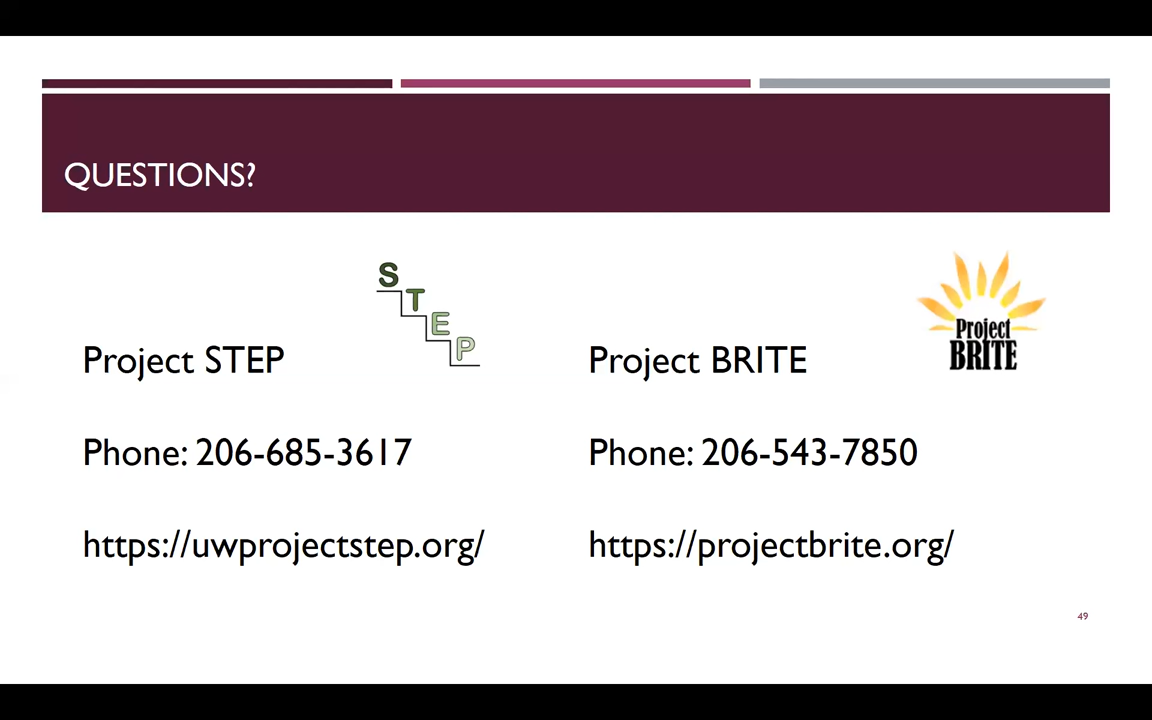 QUESTIONS?
S
T
E
P
Project STEP
Phone: 206-685-3617
https://uwprojectstep.org/
Project
BRITE
Project BRITE
Phone: 206-543-7850
https://projectbrite.org/
49